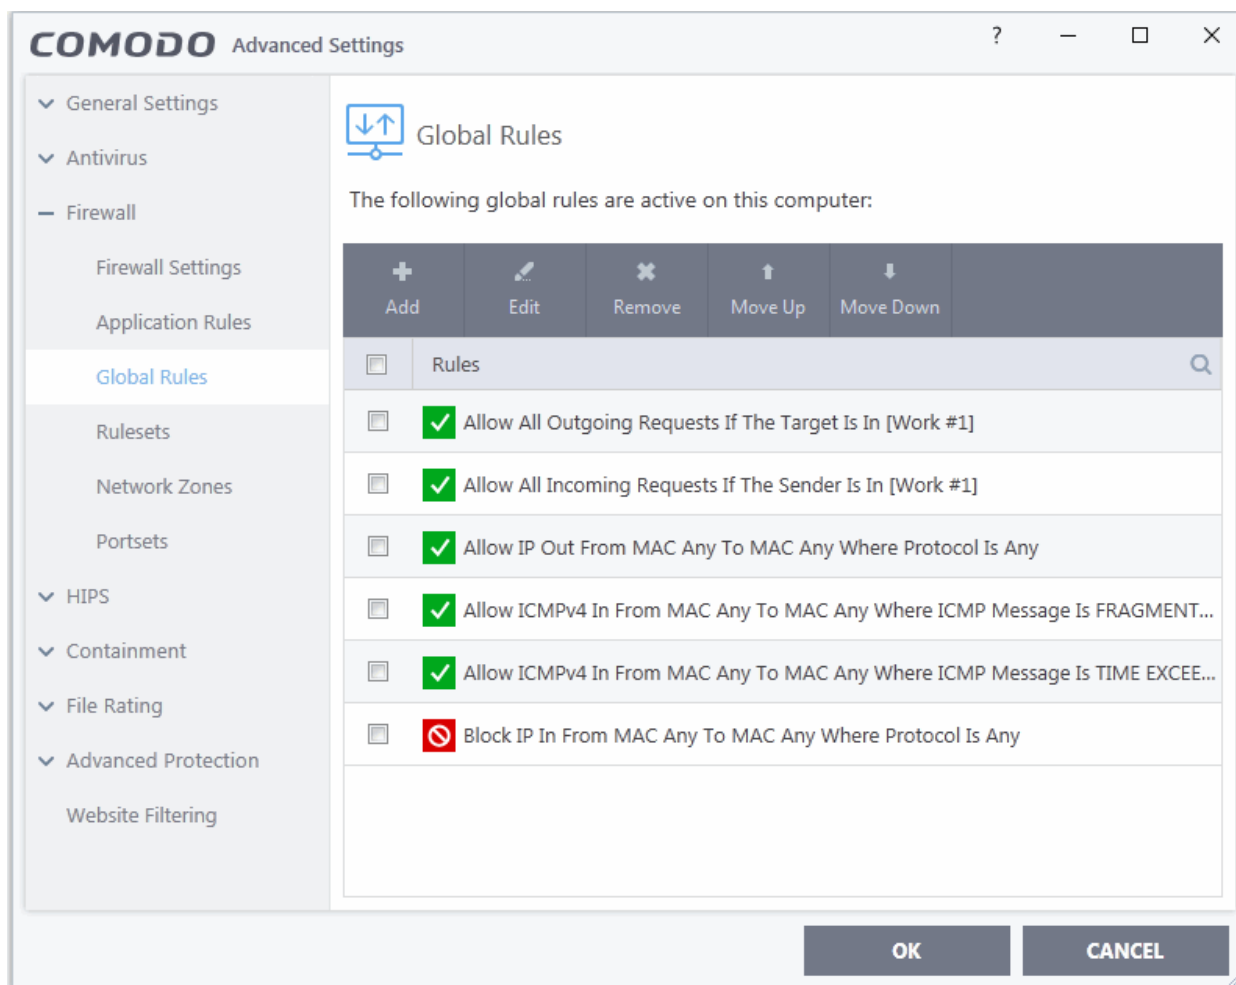 COMODO Advanced Settings ?
General Settings
Antivirus
Firewall
Firewall Settings
Application Rules
Global Rules
Rulesets
Network Zones
Portsets
HIPS
Containment
File Rating
Advanced Protection
Website Filtering
Global Rules
The following global rules are active on this computer:
Add Edit Remove Move Up Move Down
Rules
Allow All Outgoing Requests If The Target Is In [Work #1]
Allow All Incoming Requests If The Sender Is In [Work #1]
Allow IP Out From MAC Any To MAC Any Where Protocol Is Any
Allow ICMPv4 In From MAC Any To MAC Any Where ICMP Message Is FRAGMENT...
Allow ICMPv4 In From MAC Any To MAC Any Where ICMP Message Is TIME EXCEE...
Block IP In From MAC Any To MAC Any Where Protocol Is Any
OK CANCEL